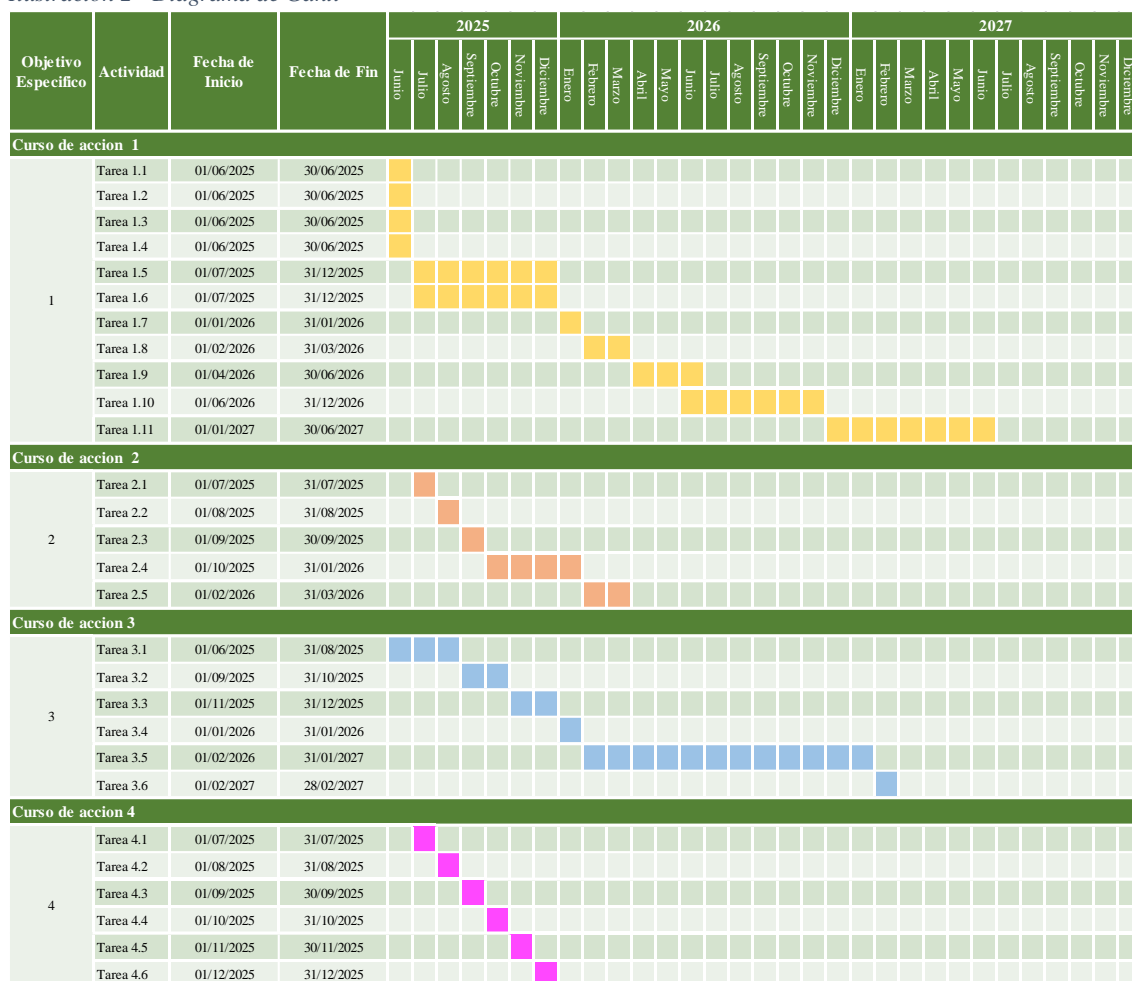 Ilustración 2 - Diagrama de Gantt
Objetivo Especifico Actividad Fecha de Inicio Fecha de Fin 2025 2026 2027
Junio Julio Agosto Septiembre Octubre Noviembre Diciembre Enero Febrero Marzo Abril Mayo Junio Julio Agosto Septiembre Octubre Noviembre Diciembre Enero Febrero Marzo Abril Mayo Junio Julio Agosto Septiembre Octubre Noviembre Diciembre
Curso de accion 1
1
Tarea 1.1 01/06/2025 30/06/2025
Tarea 1.2 01/06/2025 30/06/2025
Tarea 1.3 01/06/2025 30/06/2025
Tarea 1.4 01/06/2025 30/06/2025
Tarea 1.5 01/07/2025 31/12/2025
Tarea 1.6 01/07/2025 31/12/2025
Tarea 1.7 01/01/2026 31/01/2026
Tarea 1.8 01/02/2026 31/03/2026
Tarea 1.9 01/04/2026 30/06/2026
Tarea 1.10 01/06/2026 31/12/2026
Tarea 1.11 01/01/2027 30/06/2027
Curso de accion 2
2
Tarea 2.1 01/07/2025 31/07/2025
Tarea 2.2 01/08/2025 31/08/2025
Tarea 2.3 01/09/2025 30/09/2025
Tarea 2.4 01/10/2025 31/01/2026
Tarea 2.5 01/02/2026 31/03/2026
Curso de accion 3
3
Tarea 3.1 01/06/2025 31/08/2025
Tarea 3.2 01/09/2025 31/10/2025
Tarea 3.3 01/11/2025 31/12/2025
Tarea 3.4 01/01/2026 31/01/2026
Tarea 3.5 01/02/2026 31/01/2027
Tarea 3.6 01/02/2027 28/02/2027
Curso de accion 4
4
Tarea 4.1 01/07/2025 31/07/2025
Tarea 4.2 01/08/2025 31/08/2025
Tarea 4.3 01/09/2025 30/09/2025
Tarea 4.4 01/10/2025 31/10/2025
Tarea 4.5 01/11/2025 30/11/2025
Tarea 4.6 01/12/2025 31/12/2025